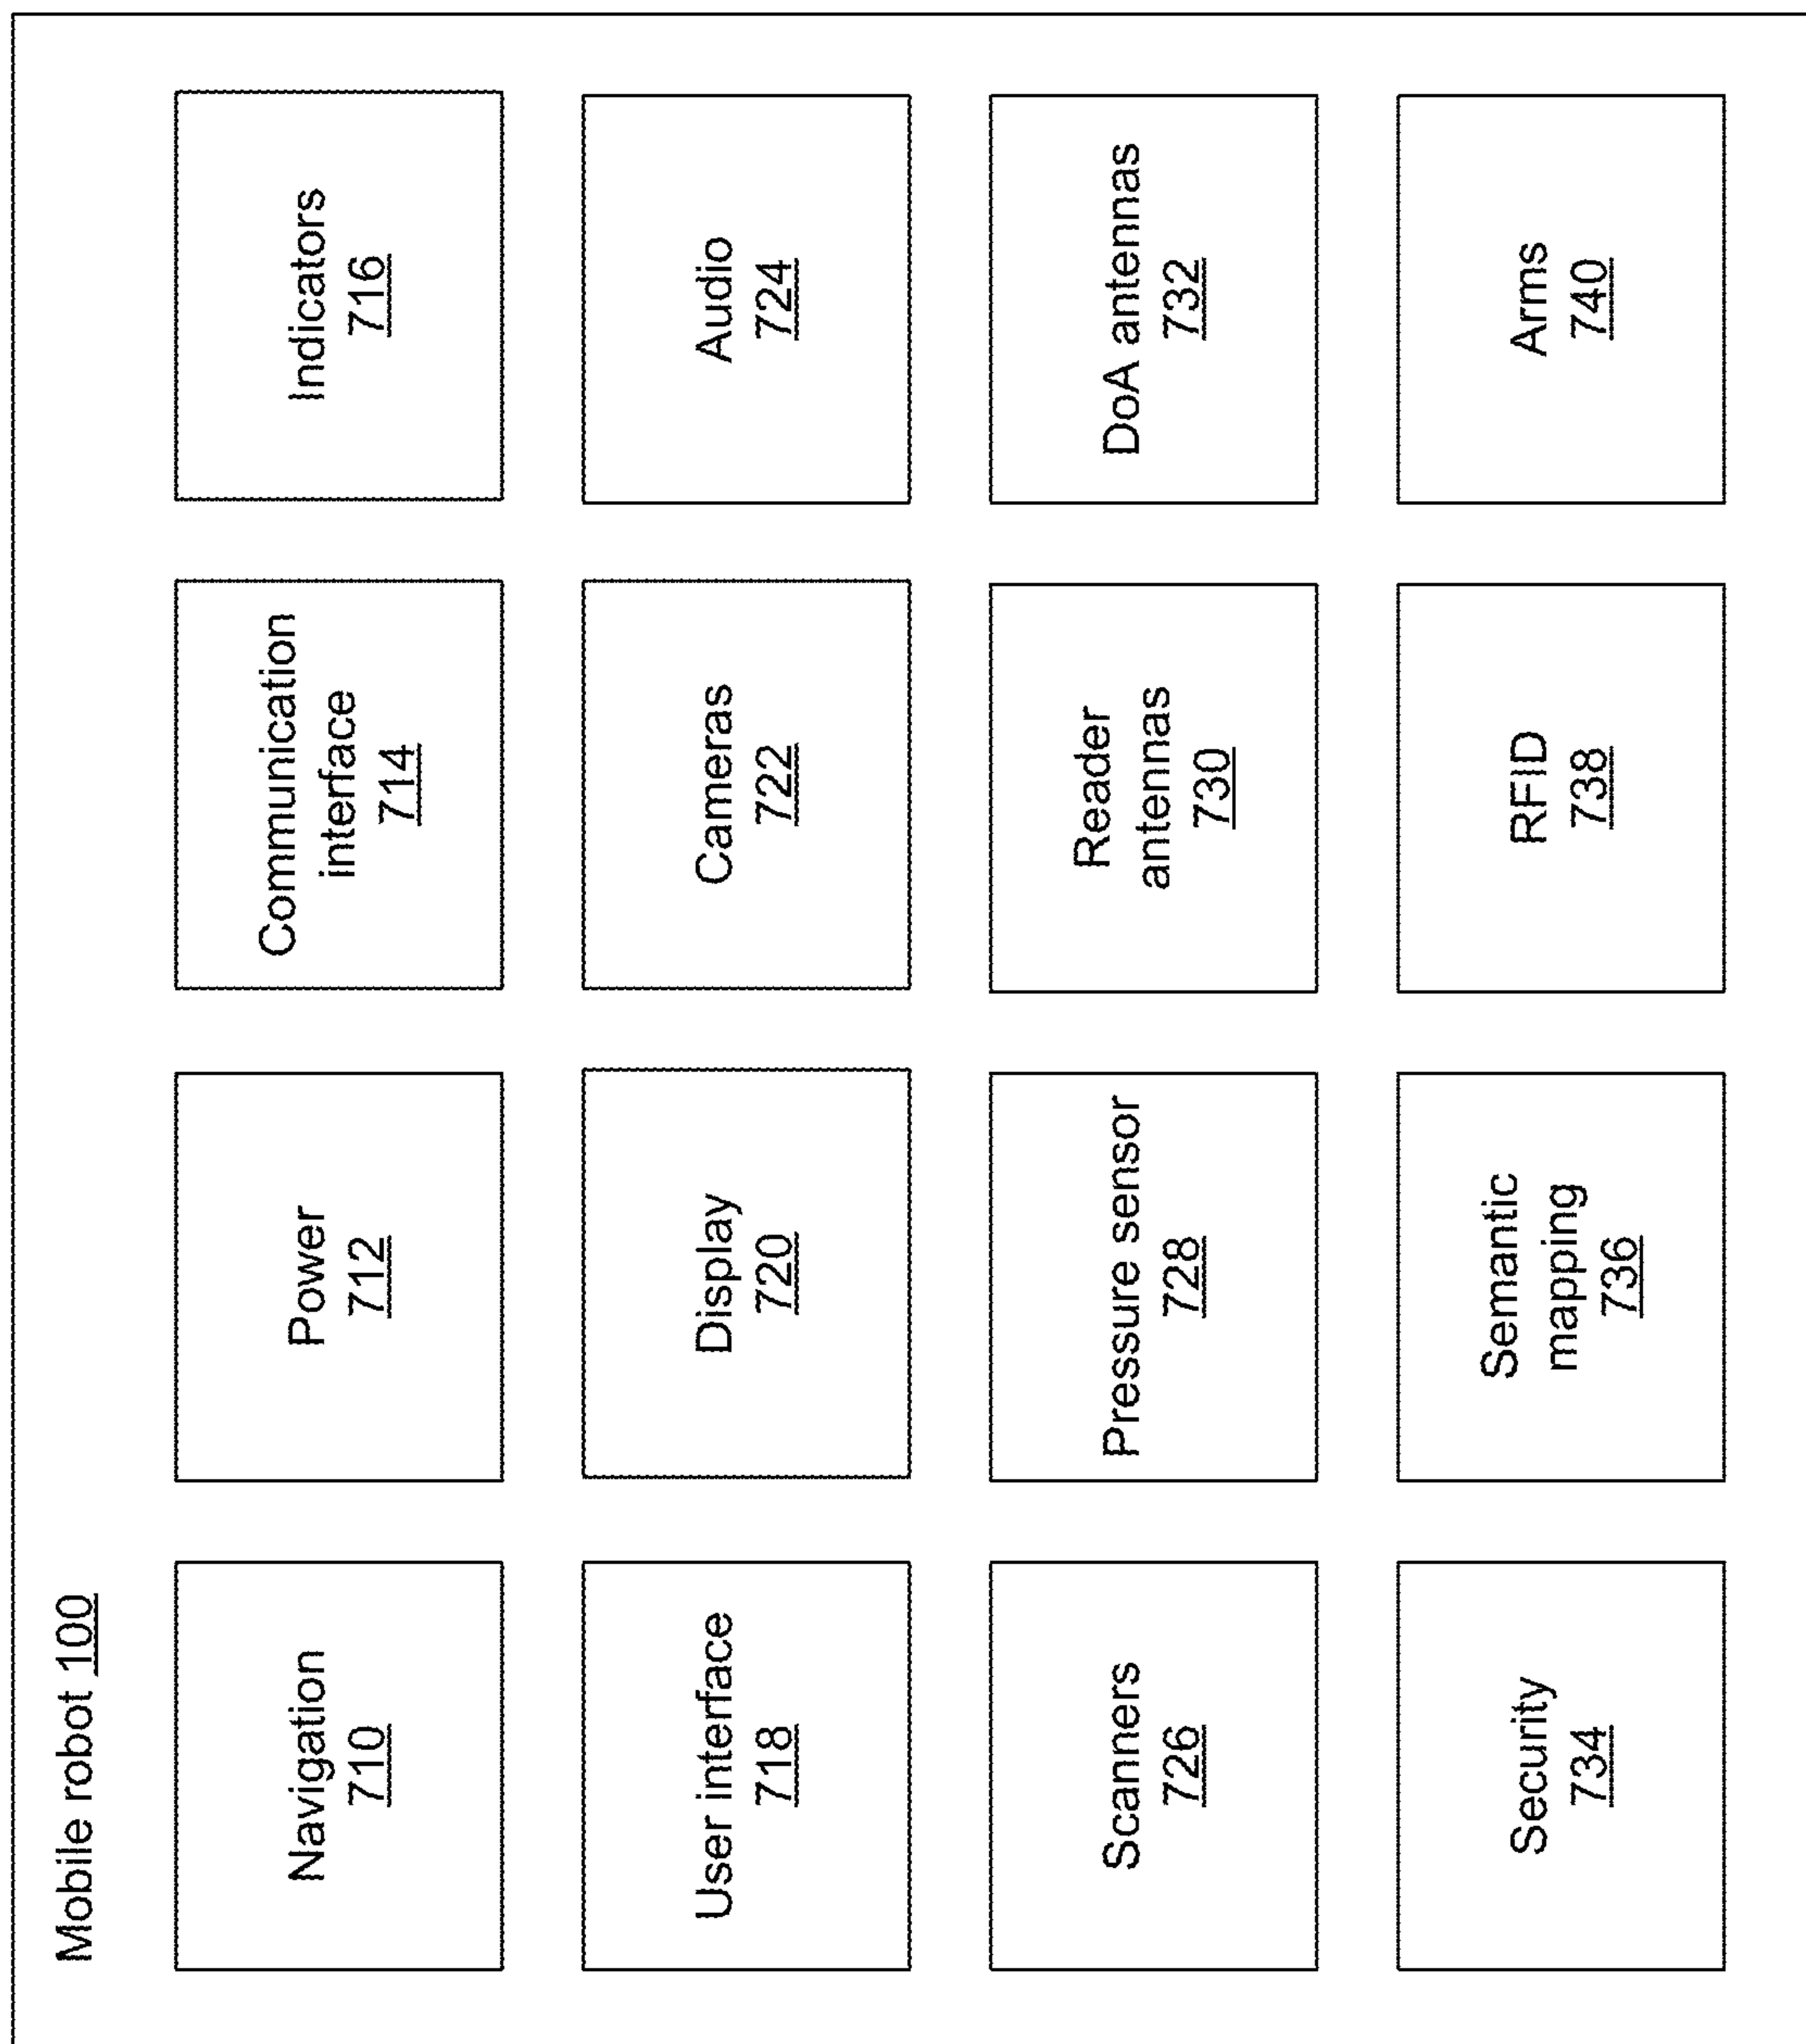 Mobile robot 100
Navigation
710
Power
712
Communication
interface
714
Indicators
716
User interface
718
Display
720
Cameras
722
Audio
724
Scanners
726
Pressure sensor
728
Reader
antennas
730
DoA antennas
732
Security
734
Semantic
mapping
736
RFID
738
Arms
740